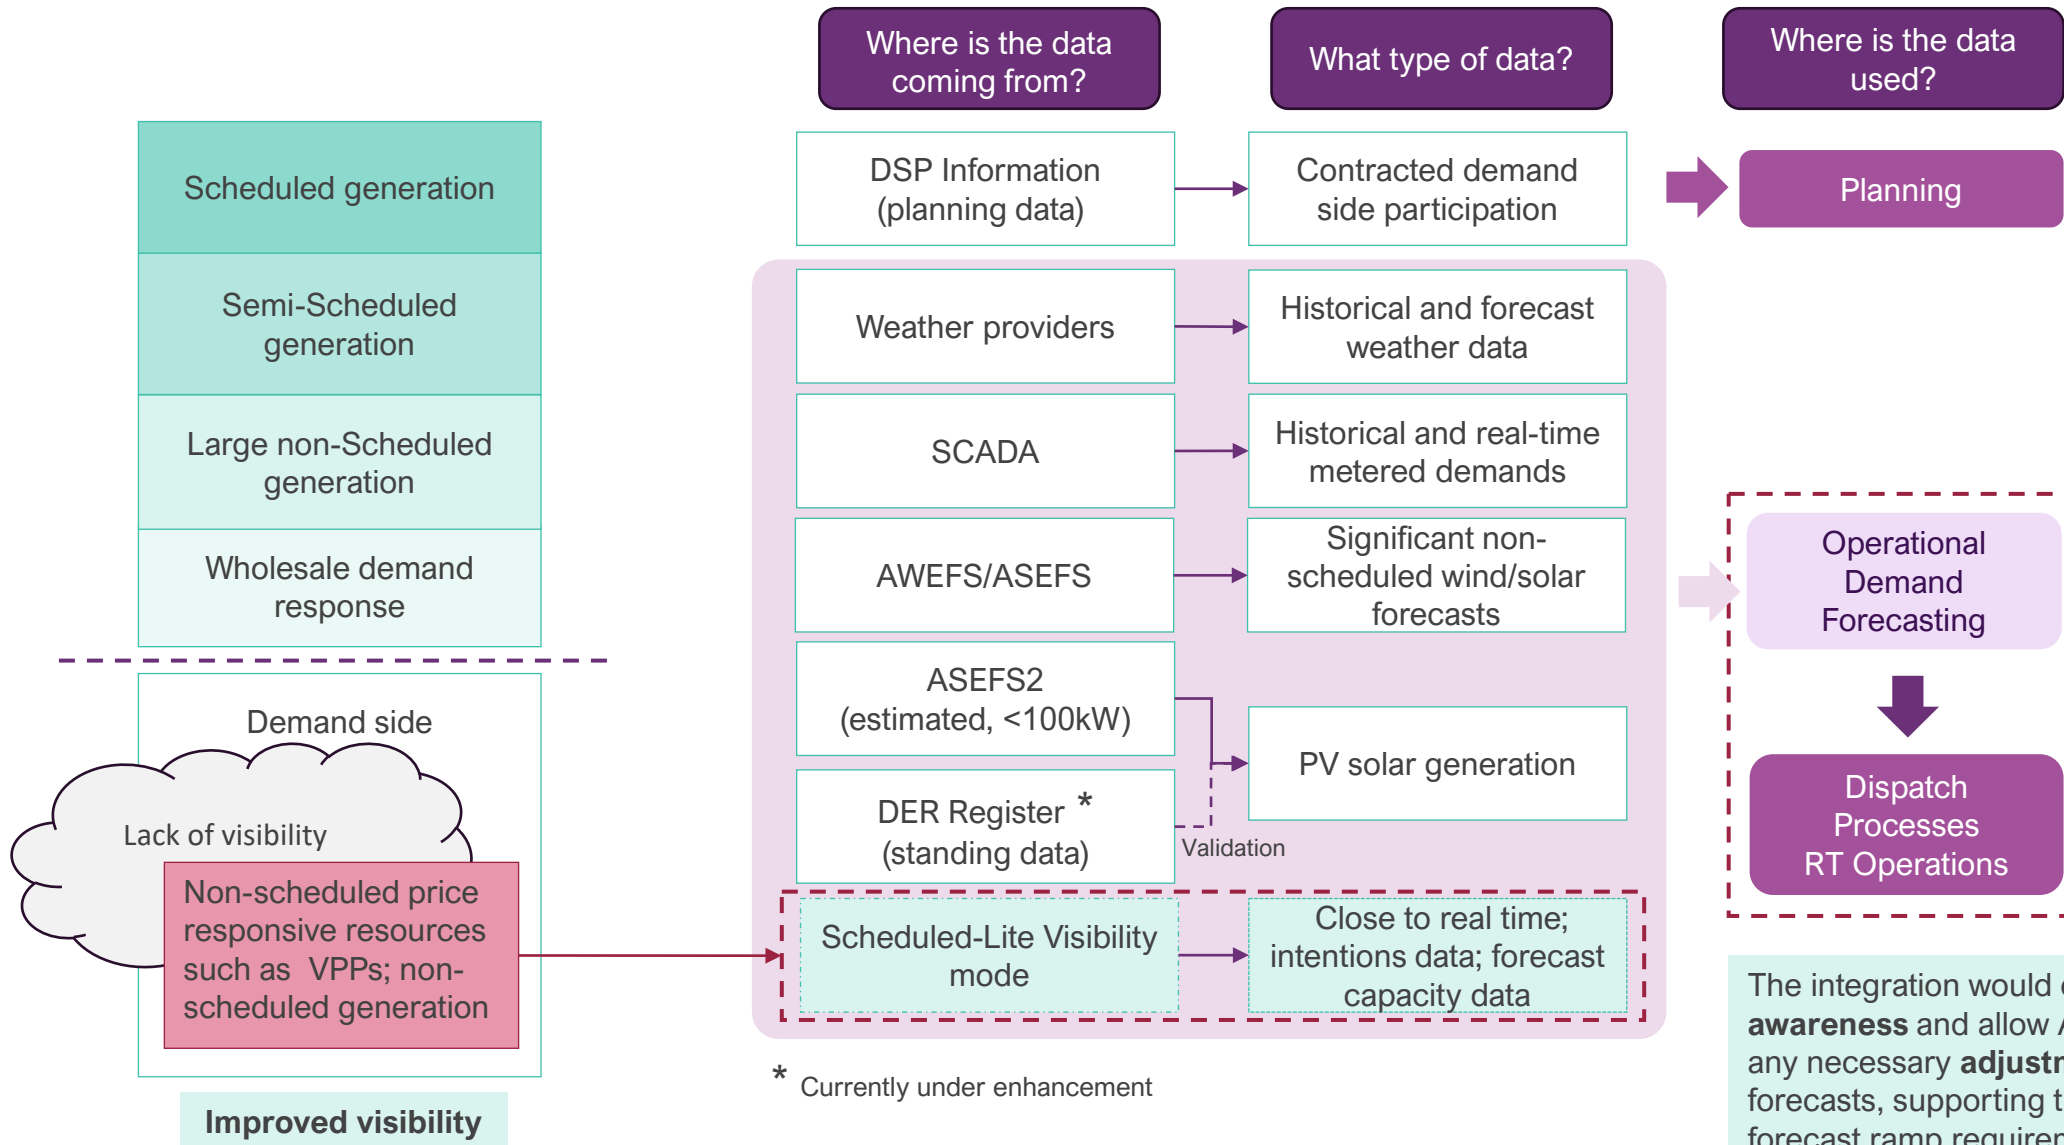 Where is the data
coming from?
What type of data?
Where is the data
used?
Scheduled generation
Semi-Scheduled
generation
Large non-Scheduled
generation
Wholesale demand
response
Demand side
Lack of visibility
Non-scheduled price
responsive resources
such as VPPs; non-
scheduled generation
Improved visibility
DSP Information
(planning data)
Contracted demand
side participation
Planning
Weather providers
Historical and forecast
weather data
SCADA
Historical and real-time
metered demands
AWEFS/ASEFS
Significant non-
scheduled wind/solar
forecasts
ASEFS2
(estimated, <100kW)
PV solar generation
DER Register *
(standing data)
Validation
Scheduled-Lite Visibility
mode
Close to real time;
intentions data; forecast
capacity data
* Currently under enhancement
Operational
Demand
Forecasting
Dispatch
Processes
RT Operations
The integration would
awareness and allow
any necessary
forecasts, supporting
forecast ramp